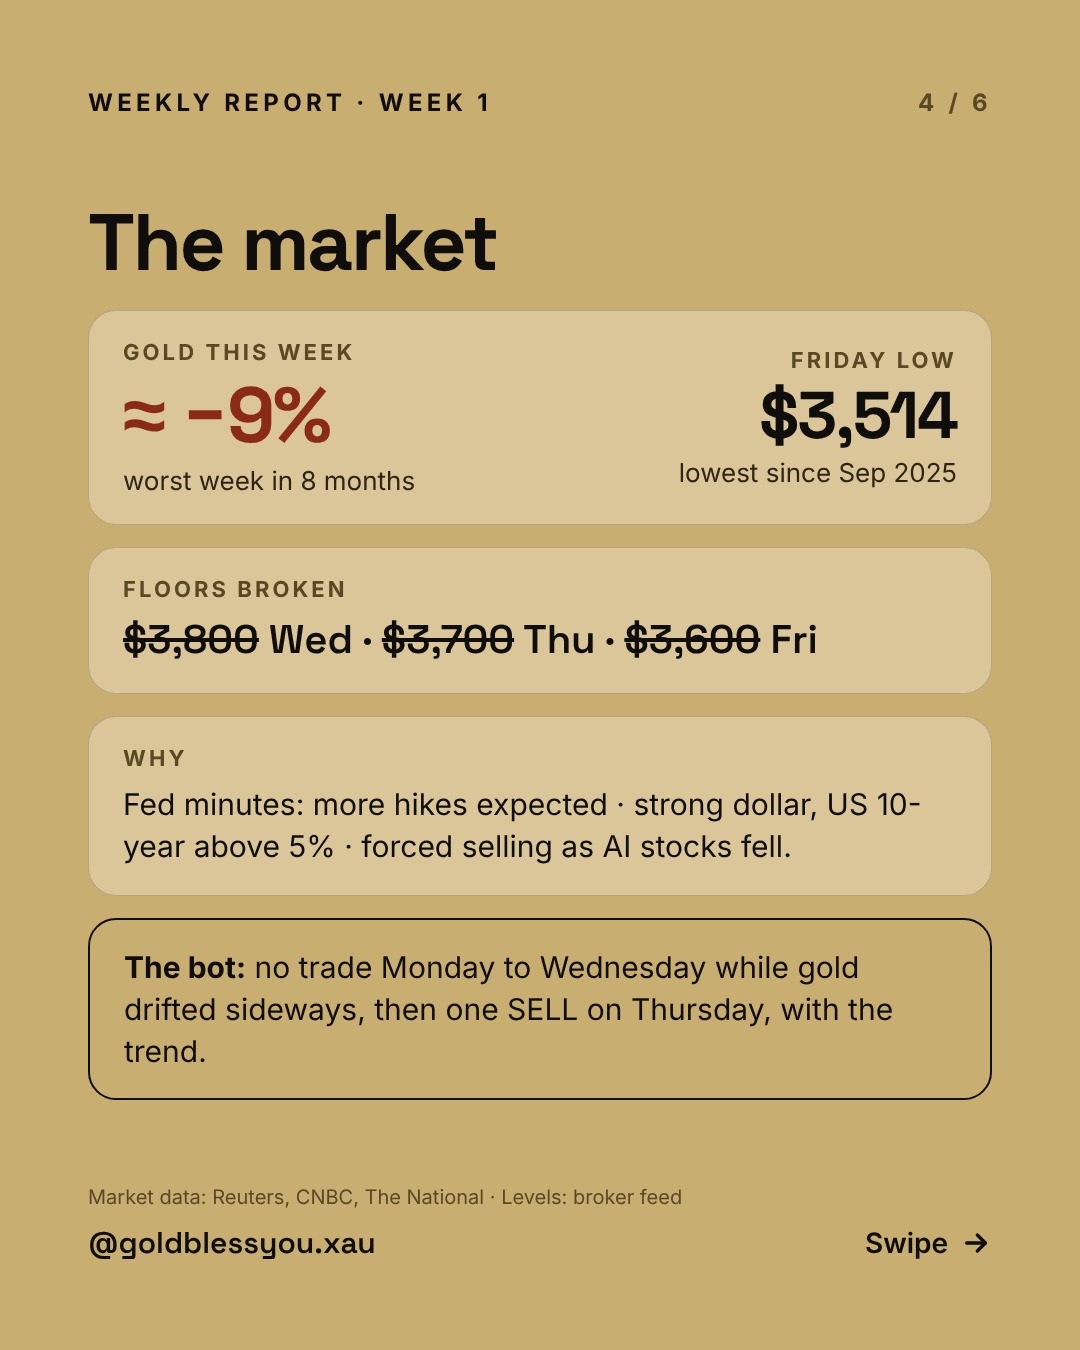 WEEKLY REPORT · WEEK 1
4 / 6
The market
GOLD THIS WEEK
≈ −9%
worst week in 8 months
FRIDAY LOW
$3,514
lowest since Sep 2025
FLOORS BROKEN
$3,800 Wed · $3,700 Thu · $3,600 Fri
WHY
Fed minutes: more hikes expected · strong dollar, US 10-
year above 5% · forced selling as AI stocks fell.
The bot: no trade Monday to Wednesday while gold
drifted sideways, then one SELL on Thursday, with the
trend.
Market data: Reuters, CNBC, The National · Levels: broker feed
@goldblessyou.xau
Swipe →